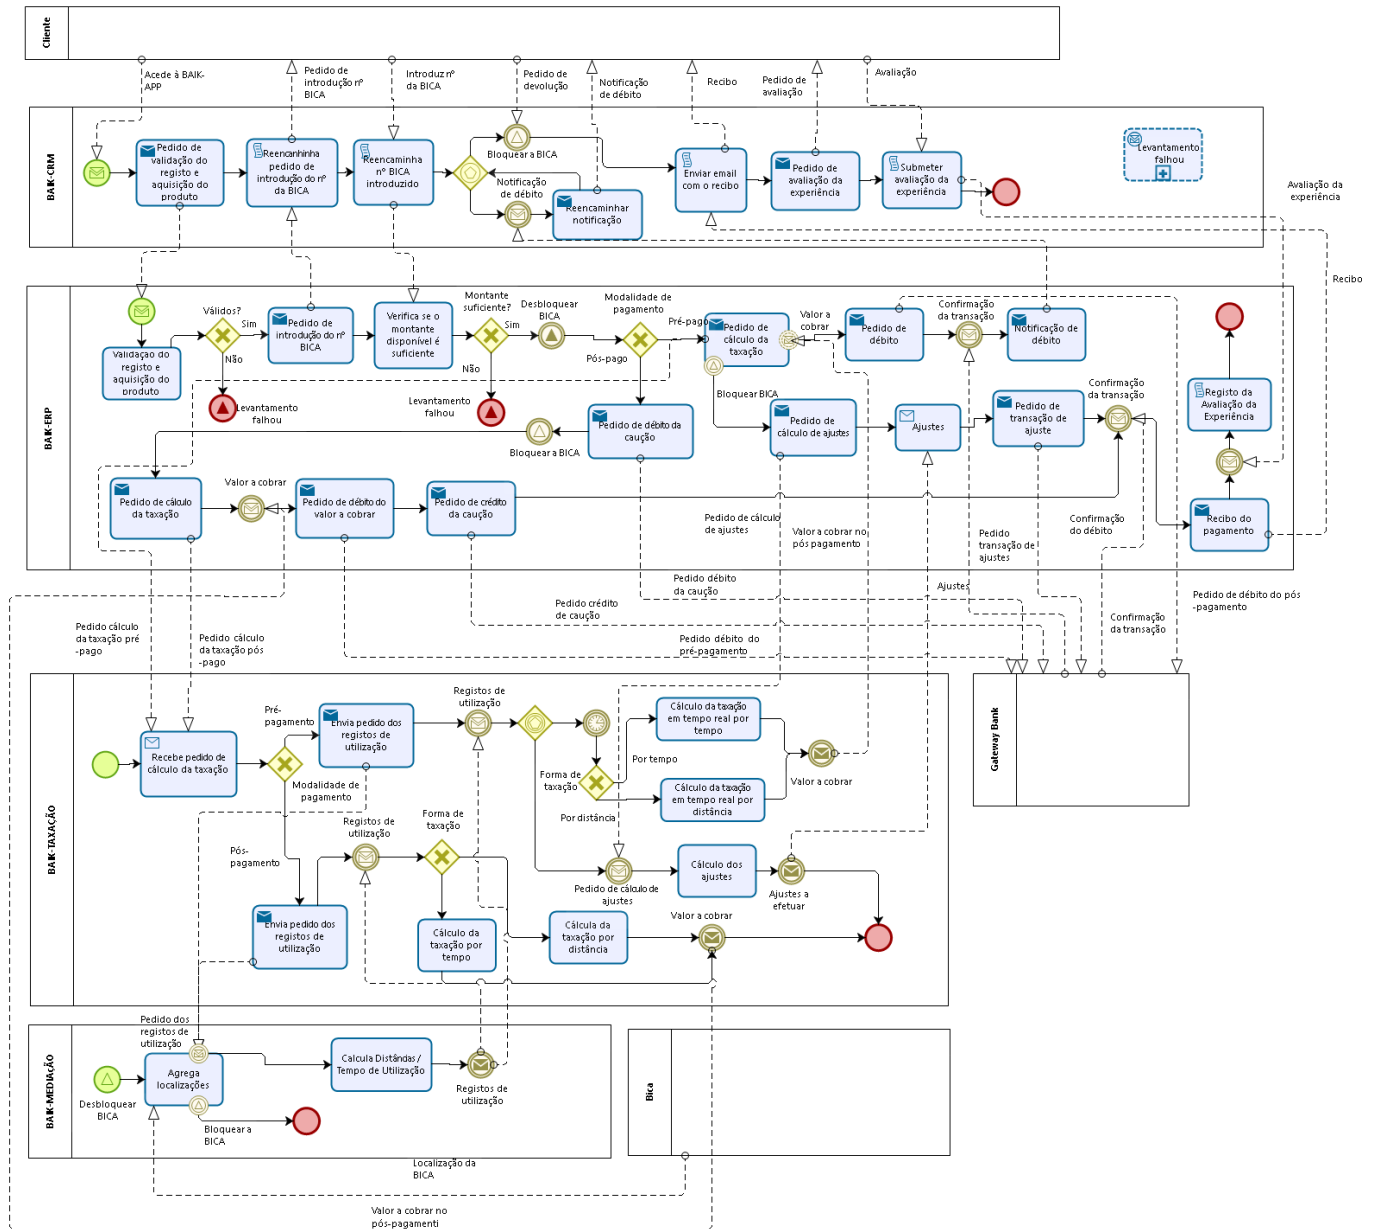 Cliente
Acede à BAIK-
APP
Pedido de
introdução nº
BICA
Introduz nº
da BICA
Pedido de
devolução
Notificação
de débito
Recibo
Pedido de
avaliação
Avaliação
BAIK-CRM
Pedido de
validação do
registo e
aquisição do
produto
Reencanhinha
pedido de
introdução do nº
da BICA
Reencaminha
nº BICA
introduzido
Bloquear a BICA
Notificação
de débito
Reencaminhar
notificação
Enviar email
com o recibo
Pedido de
avaliação da
experiência
Submeter
avaliação da
experiência
Levantamento
falhou
Avaliação da
experiência
Recibo
BAIK-ERP
Validação do
registo e
aquisição do
produto
Válidos?
Sim
Não
Levantamento
falhou
Pedido de
introdução do nº
BICA
Verifica se o
montante
disponível é
suficiente
Montante
suficiente?
Sim
Não
Levantamento
falhou
Desbloquear
BICA
Modalidade de
pagamento
Pré-pago
Pós-pago
Pedido de
cálculo da
taxação
Valor a
cobrar
Bloquear BICA
Pedido de
débito
Confirmação
da transação
Notificação de
débito
Pedido de débito da
caução
Bloquear a BICA
Pedido de
cálculo de ajustes
Ajustes
Pedido de
transação de
ajuste
Confirmação
da transação
Registo da
Avaliação da
Experiência
Pedido de cálculo
da taxação
Valor a cobrar
Pedido de débito do
valor a cobrar
Pedido de crédito
da caução
Recibo do
pagamento
Pedido de cálculo
de ajustes
Valor a cobrar no
pós pagamento
Pedido
transação de
ajustes
Confirmação
do débito
Pedido débito
da caução
Ajustes
Pedido de débito do pós
-pagamento
Pedido crédito
de caução
Confirmação
da transação
Pedido cálculo
da taxação pré
-pago
Pedido cálculo
da taxação pós
-pago
Pedido débito do
pré-pagamento
BAIK-TAXAÇÃO
Recebe pedido de
cálculo da taxação
Pré-
pagamento
Modalidade de
pagamento
Pós-
pagamento
Envia pedido dos
registos de
utilização
Registos de
utilização
Forma de
taxação
Por tempo
Por distância
Cálculo da taxação
em tempo real por
tempo
Cálculo da taxação
em tempo real por
distância
Valor a cobrar
Registos de
utilização
Forma de
taxação
Pedido de cálculo de
ajustes
Cálculo dos
ajustes
Ajustes a
efetuar
Envia pedido dos
registos de
utilização
Cálculo da
taxação por
tempo
Cálcula da
taxação por
distância
Valor a cobrar
Gateway Bank
BAIK-MEDIAÇÃO
Pedido dos
registos de
utilização
Agrega
localizações
Desbloquear
BICA
Bloquear a
BICA
Calcula Distândas /
Tempo de Utilização
Registos de
utilização
Bica
Localização da
BICA
Valor a cobrar no
pós-pagamenti